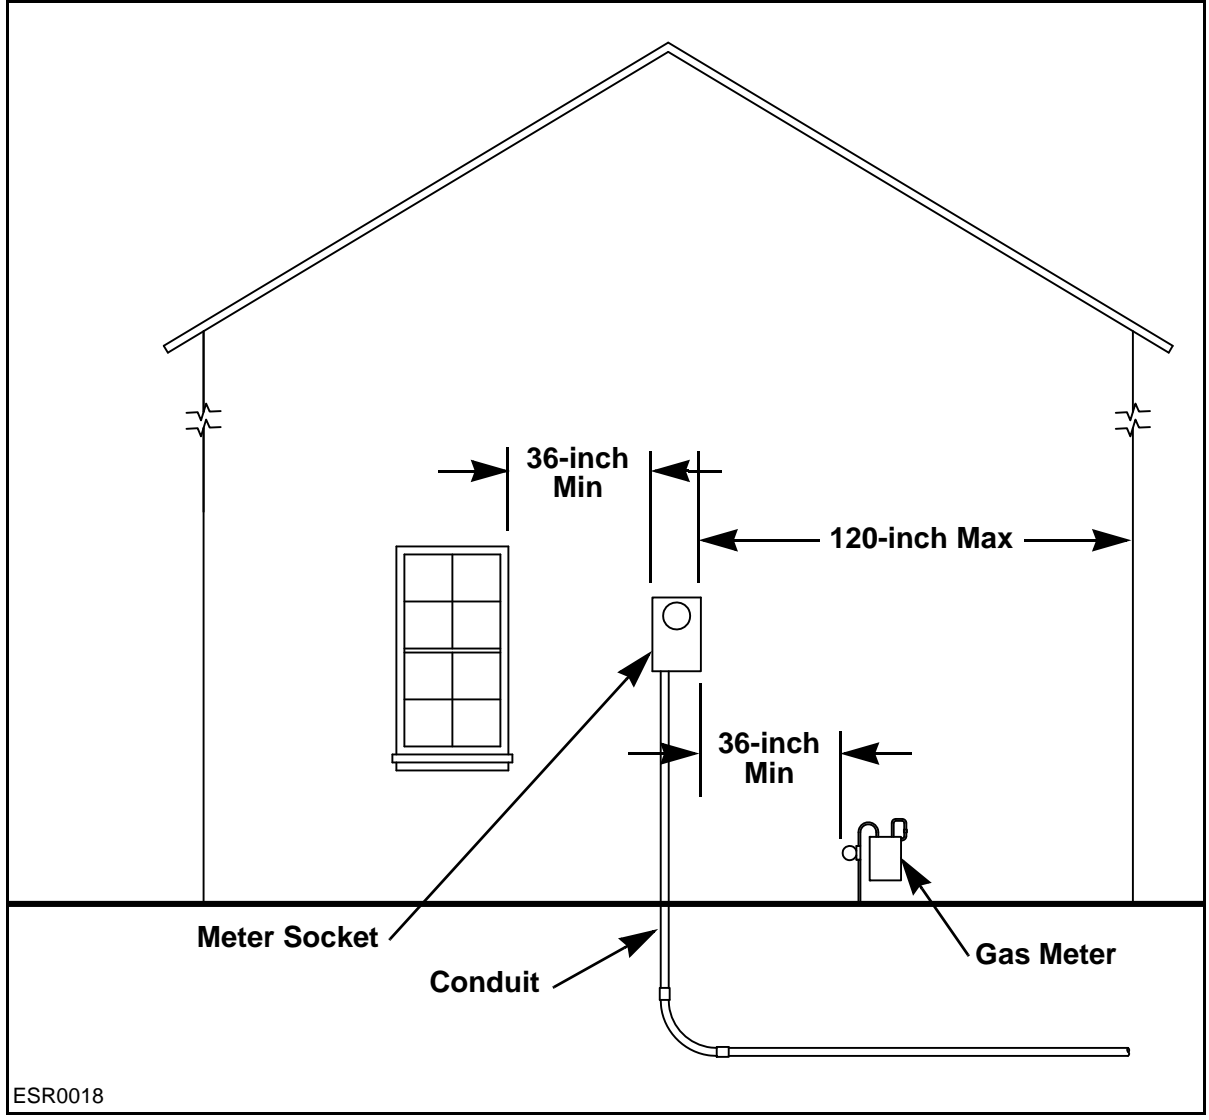 36-inch
Min
120-inch Max
36-inch
Min
Meter Socket
Gas Meter
Conduit
ESR0018